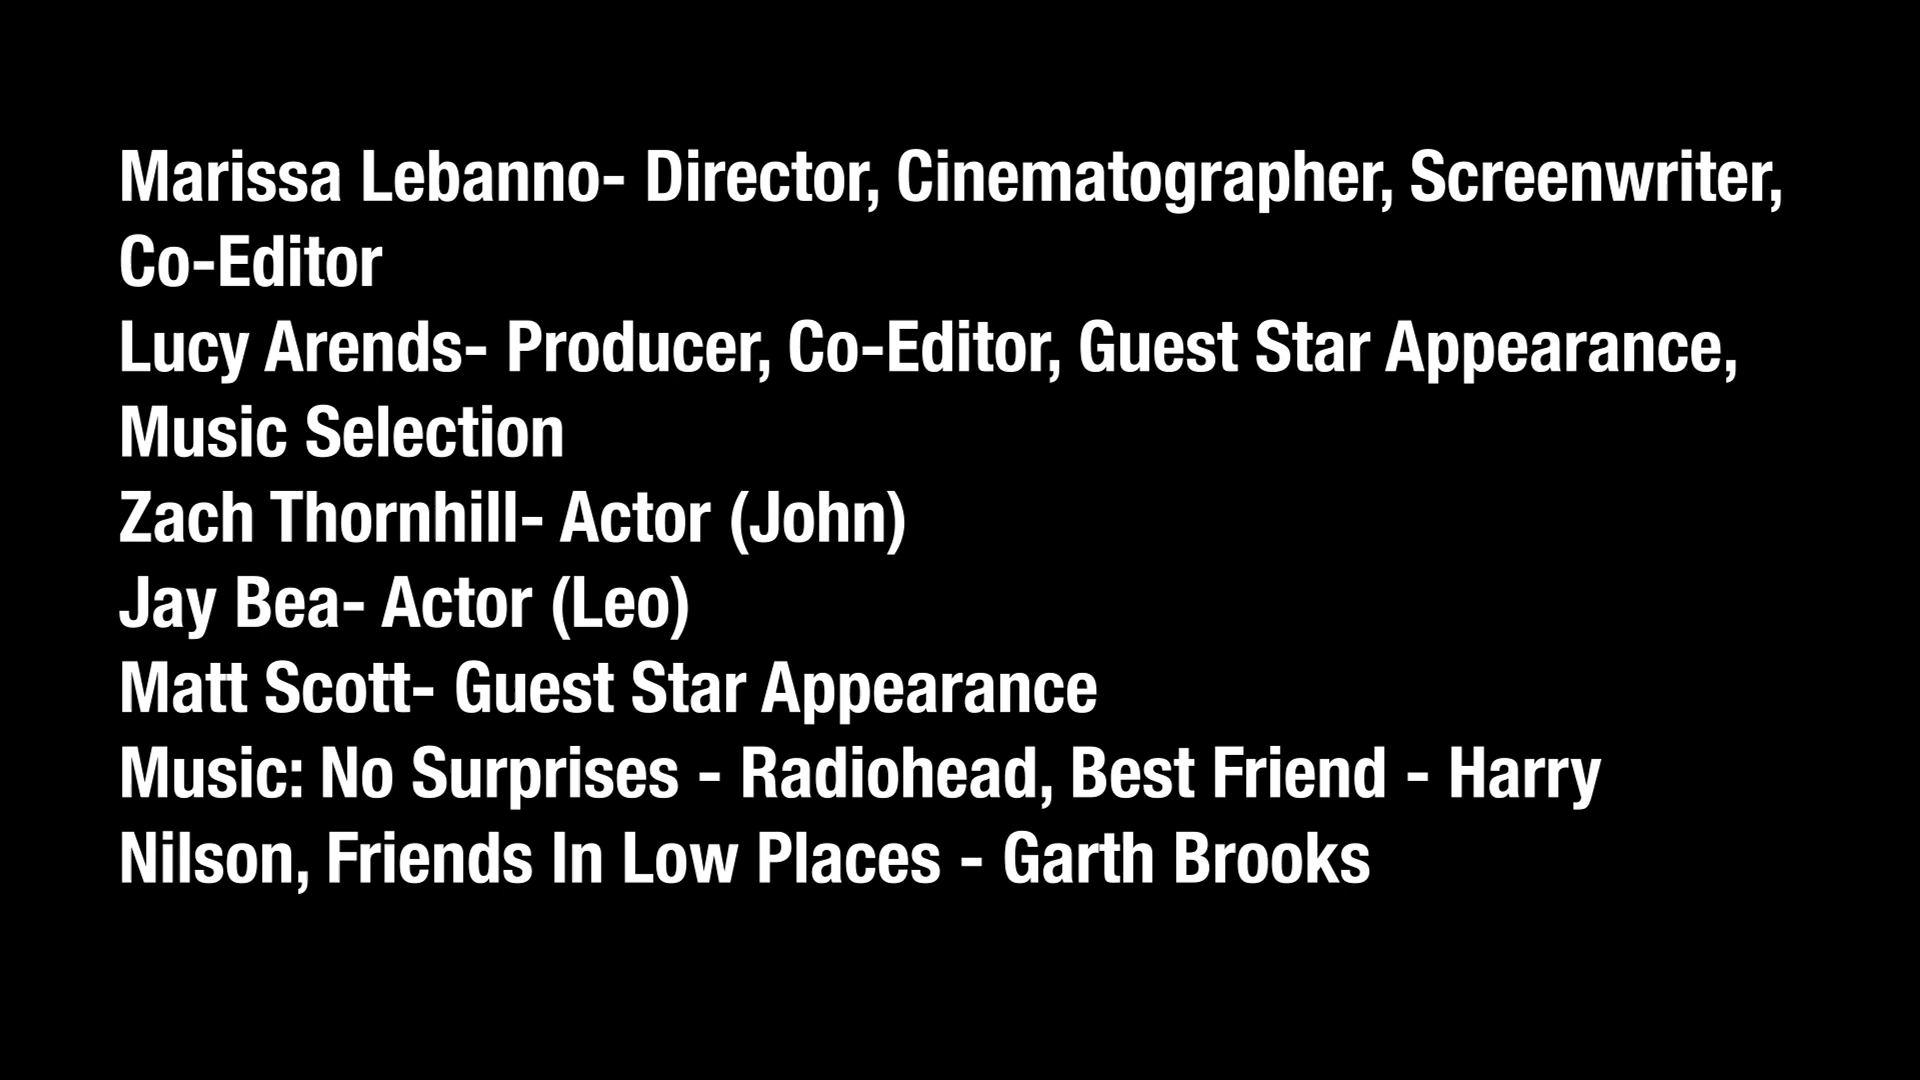 Marissa Lebanno- Director, Cinematographer, Screenwriter,
Co-Editor
Lucy Arends- Producer, Co-Editor, Guest Star Appearance,
Music Selection
Zach Thornhill- Actor (John)
Jay Bea- Actor (Leo)
Matt Scott- Guest Star Appearance
Music: No Surprises - Radiohead, Best Friend - Harry
Nilson, Friends In Low Places - Garth Brooks